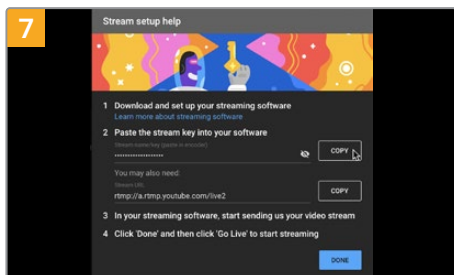 7
Stream setup help
1 Download and set up your streaming software
Learn more about streaming software
2 Paste the stream key into your software
Stream name/key (paste in encoder)
COPY
You may also need:
Stream URL
rtmp://a.rtmp.youtube.com/live2
COPY
3 In your streaming software, start sending us your video stream
4 Click 'Done' and then click 'Go Live' to start streaming
DONE